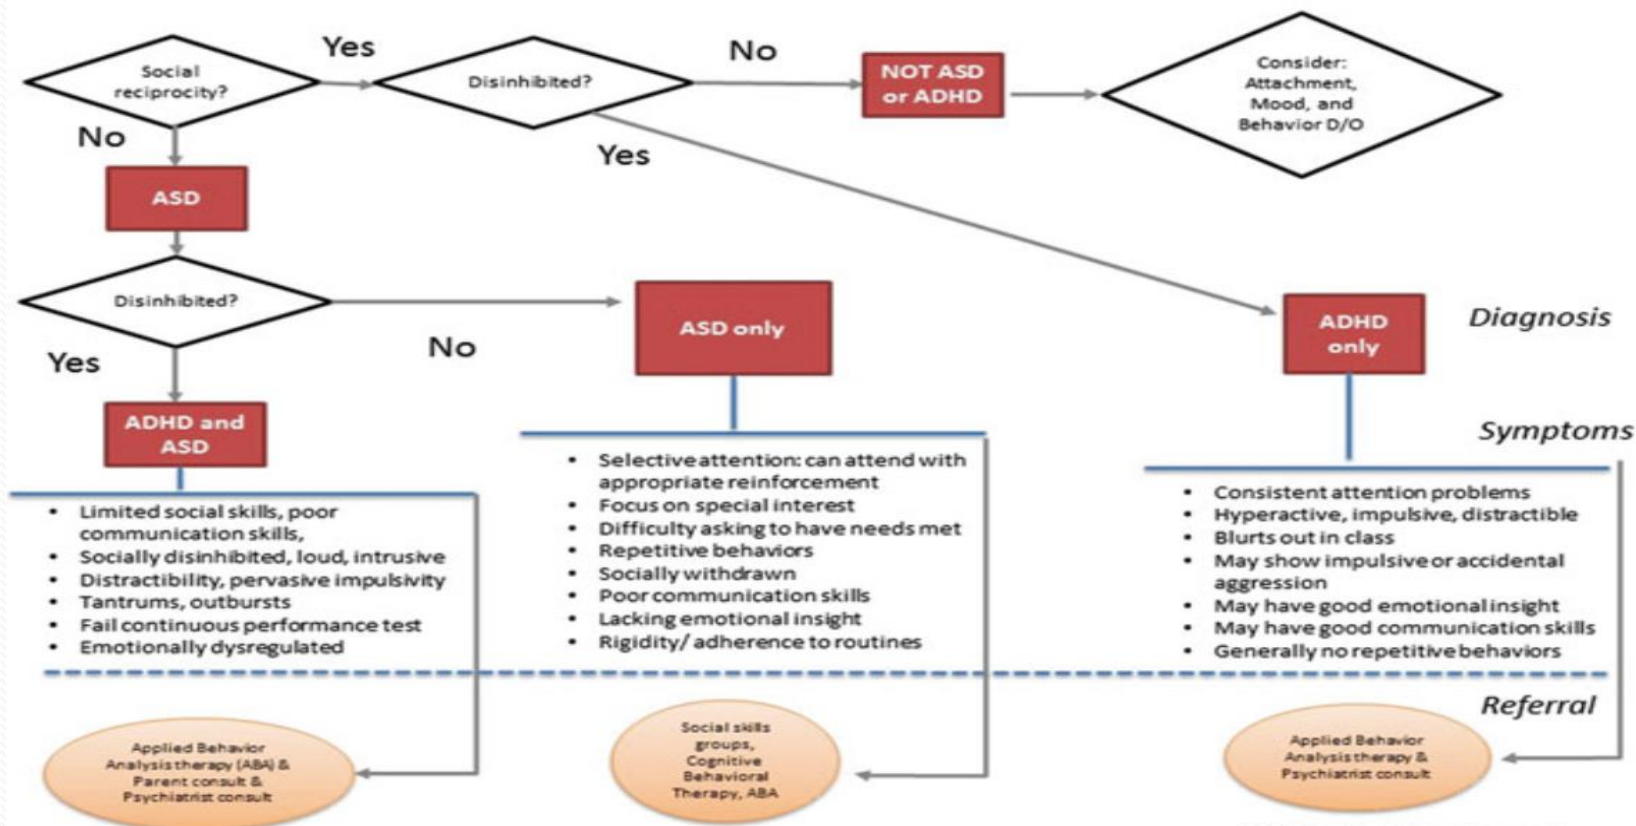 Social
reciprocity?
Yes
Disinhibited?
No
NOT ASD
or ADHD
Consider:
Attachment,
Mood, and
Behavior D/O
No
Yes
ASD
Disinhibited?
No
Yes
ASD only
ADHD
only
Diagnosis
ADHD and
ASD
Symptoms
• Limited social skills, poor
communication skills,
• Socially disinhibited, loud, intrusive
• Distractibility, pervasive impulsivity
• Tantrums, outbursts
• Fail continuous performance test
• Emotionally dysregulated
• Selective attention: can attend with
appropriate reinforcement
• Focus on special interest
• Difficulty asking to have needs met
• Repetitive behaviors
• Socially withdrawn
• Poor communication skills
• Lacking emotional insight
• Rigidity/ adherence to routines
• Consistent attention problems
• Hyperactive, impulsive, distractible
• Blurts out in class
• May show impulsive or accidental
aggression
• May have good emotional insight
• May have good communication skills
• Generally no repetitive behaviors
Referral
Applied Behavior
Analysis therapy (ABA) &
Parent consult &
Psychiatrist consult
Social skills
groups,
Cognitive
Behavioral
Therapy, ABA
Applied Behavior
Analysis therapy &
Psychiatrist consult